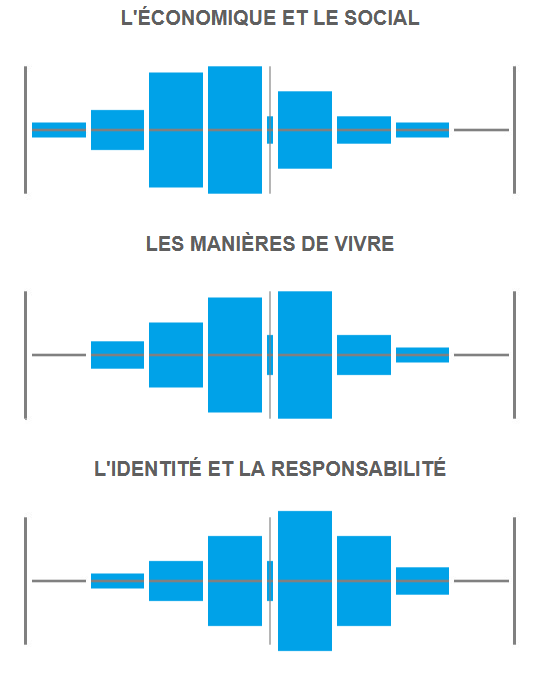 L'ÉCONOMIQUE ET LE SOCIAL
LES MANIÈRES DE VIVRE
L'IDENTITÉ ET LA RESPONSABILITÉ